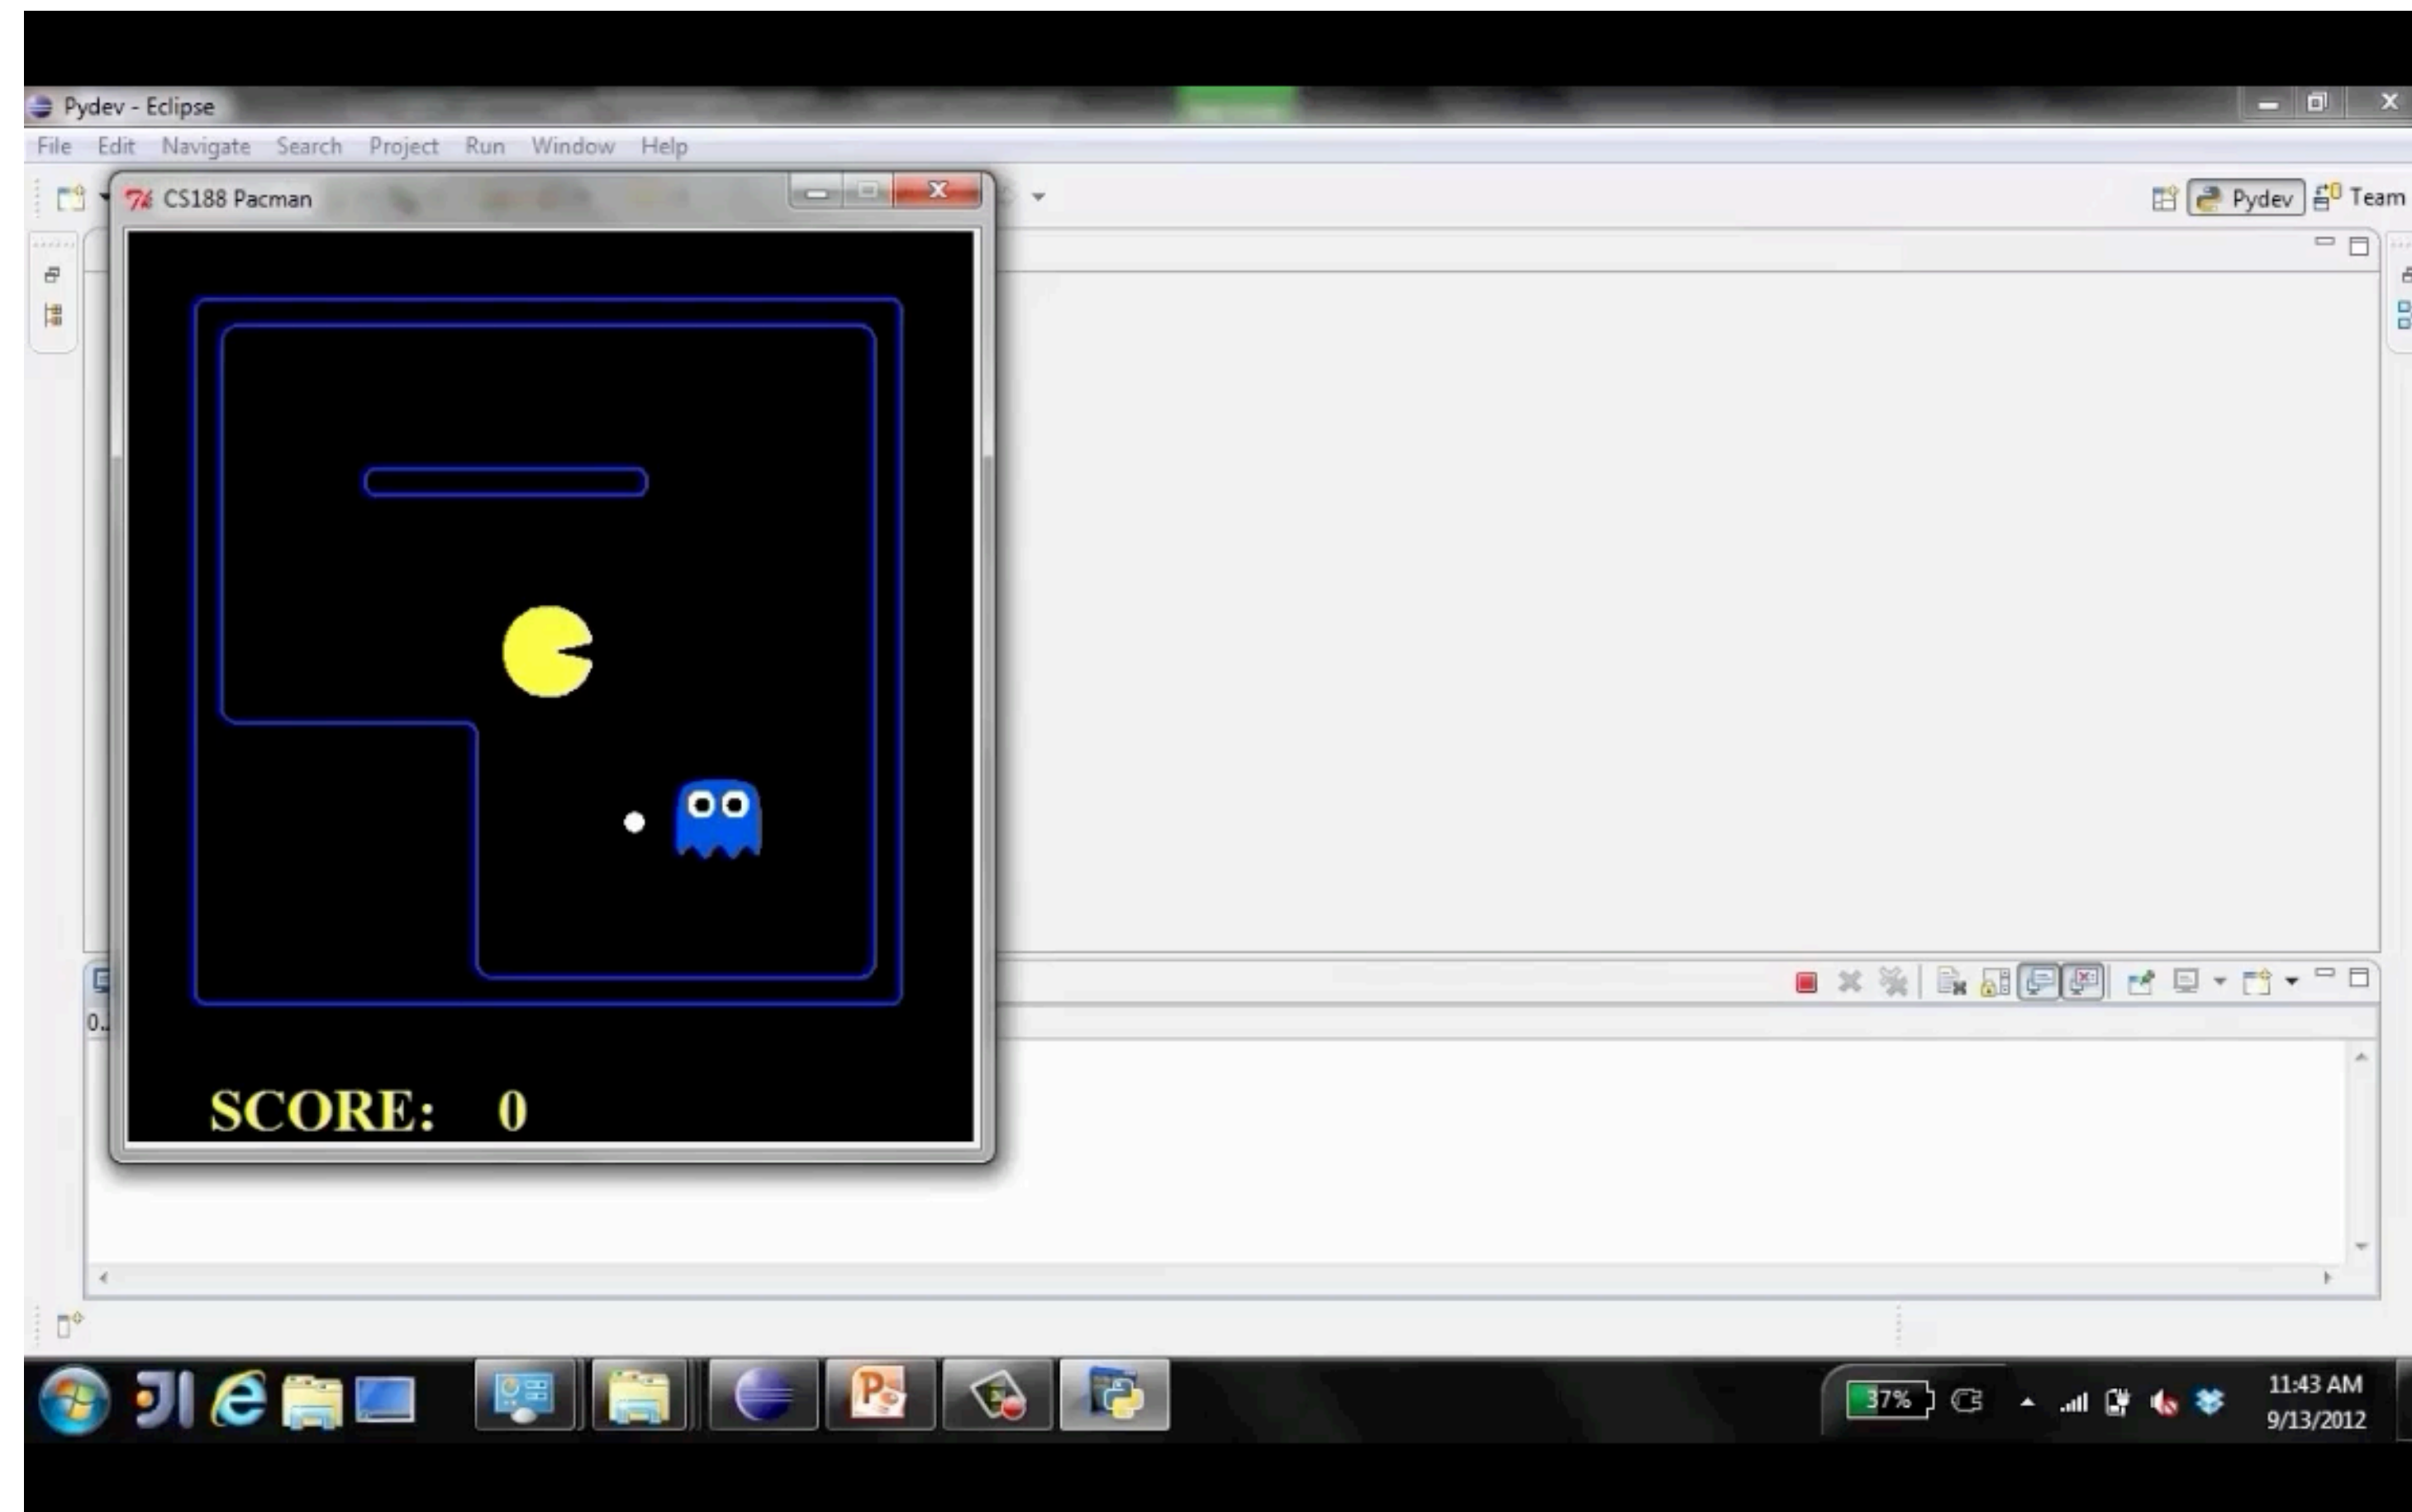 Pydev - Eclipse
File Edit Navigate Search Project Run Window Help
CS188 Pacman
Pydev
Team
0.
SCORE: 0
37%
11:43 AM
9/13/2012